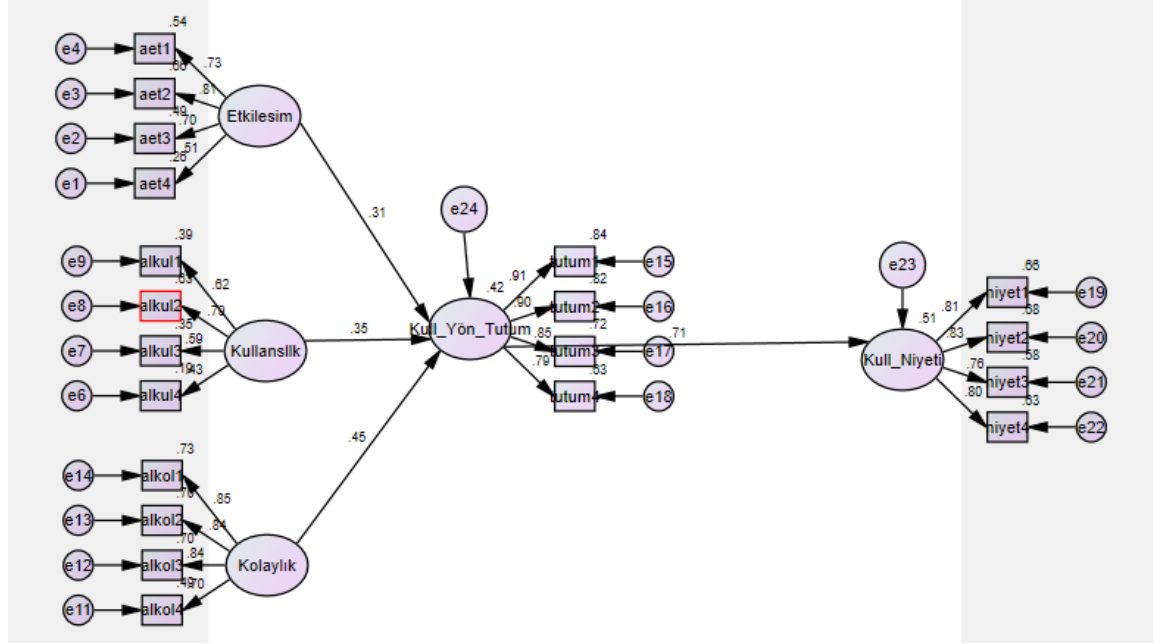 .54
e4 aet1 .73
.66
e3 aet2 .81
Etkilesim
.49
e2 aet3 .70
.51
e1 .26 aet4
.31
e24
.39
e9 alkul1
.62
.63
e8 alkul2 .79
.35
e7 alkul3 .59
Kullansllk
.35
.19 .43
e6 alkul4
.42
Kull_Yön_Tutum
.84
.91 tutum1 e15
.82
.90 tutum2 e16
.72
.85 tutum3 e17
.71
.79 .63
tutum4 e18
e23
.51
Kull_Niyeti
.66
.81 niyet1 e19
.68
.83 niyet2 e20
.58
.76 niyet3 e21
.80 .63
niyet4 e22
.45
.73
e14 alkol1
.85
.70
e13 alkol2 .84
.70
e12 alkol3 .84
Kolaylık
.49 .70
e11 alkol4